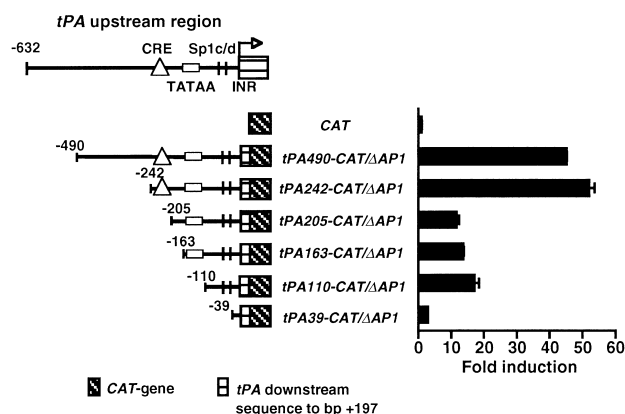 tPA upstream region
-632
CRE
Sp1c/d
TATAA
INR
CAT
-490
tPA490-CAT/ΔAP1
-242
tPA242-CAT/ΔAP1
-205
tPA205-CAT/ΔAP1
-163
tPA163-CAT/ΔAP1
-110
tPA110-CAT/ΔAP1
-39
tPA39-CAT/ΔAP1
0 10 20 30 40 50 60
Fold induction
CAT-gene
tPA downstream
sequence to bp +197